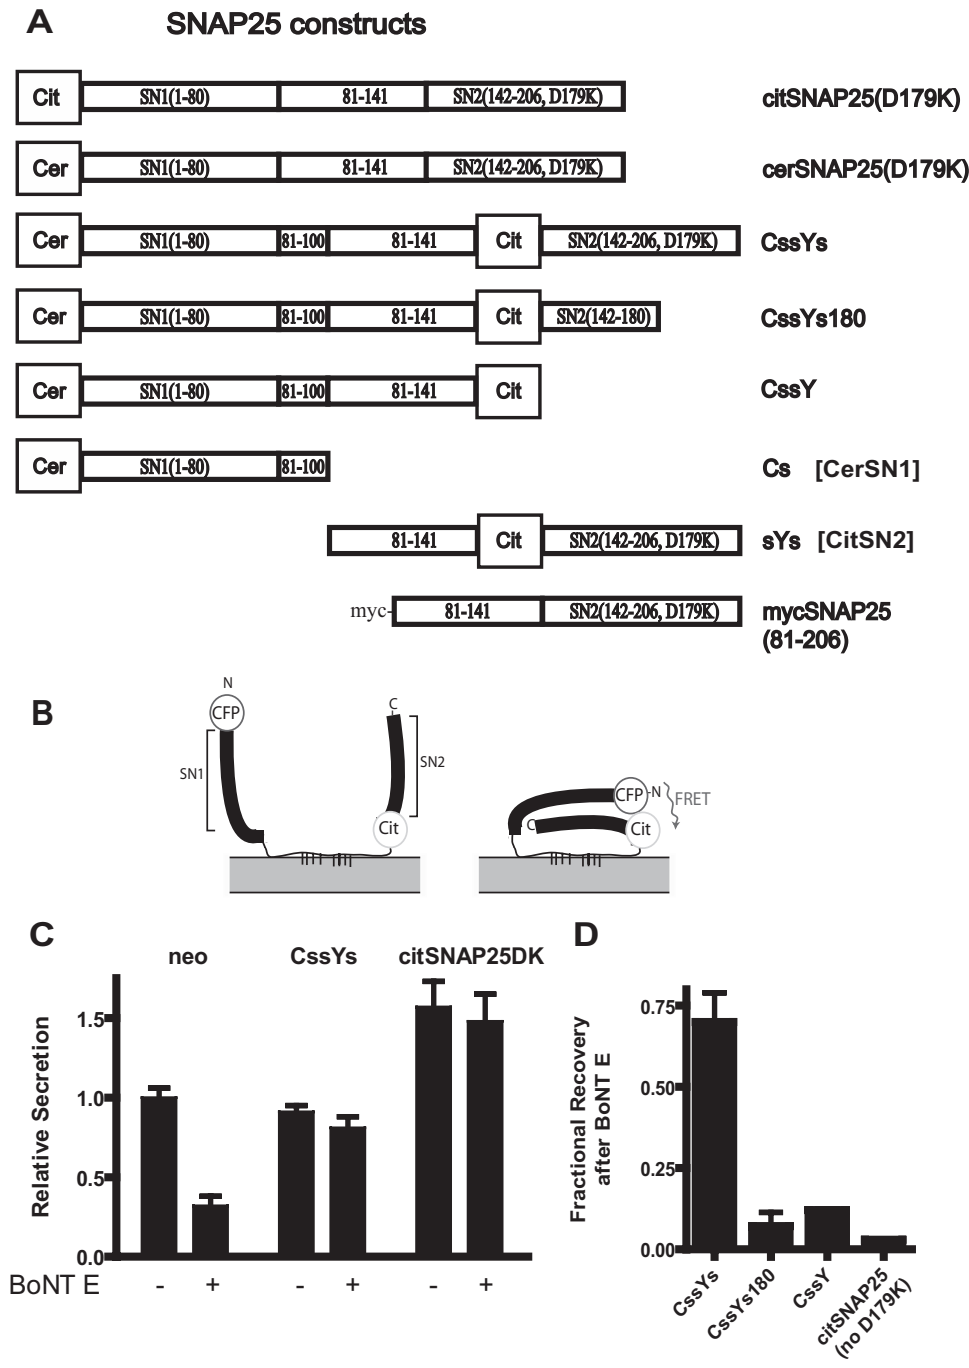 A
SNAP25 constructs
Cit SN1(1-80) 81-141 SN2(142-206, D179K) citSNAP25(D179K)
Cer SN1(1-80) 81-141 SN2(142-206, D179K) cerSNAP25(D179K)
Cer SN1(1-80) 81-100 81-141 Cit SN2(142-206, D179K) CssYs
Cer SN1(1-80) 81-100 81-141 Cit SN2(142-180) CssYs180
Cer SN1(1-80) 81-100 81-141 Cit CssY
Cer SN1(1-80) 81-100 Cs [CerSN1]
81-141 Cit SN2(142-206, D179K) sYs [CitSN2]
myc- 81-141 SN2(142-206, D179K) mycSNAP25
(81-206)
B
N
CFP
SN1
C
SN2
Cit
CFP -N
FRET
C
Cit
C
neo CssYs citSNAP25DK
Relative Secretion
1.5
1.0
0.5
0.0
BoNT E - + - + - +
D
Fractional Recovery
after BoNT E
0.75
0.50
0.25
0.00
CssYs
CssYs180
CssY
citSNAP25
(no D179K)